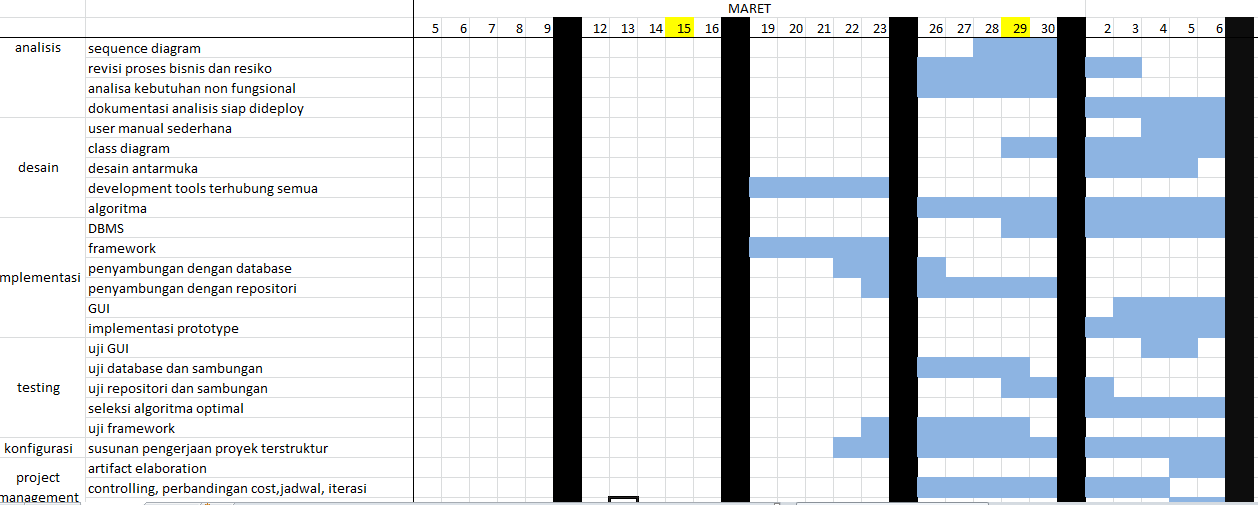 MARET
5 6 7 8 9 12 13 14 15 16 19 20 21 22 23 26 27 28 29 30 2 3 4 5 6
analisis sequence diagram
revisi proses bisnis dan resiko
analisa kebutuhan non fungsional
dokumentasi analisis siap dideploy
user manual sederhana
class diagram
desain desain antarmuka
development tools terhubung semua
algoritma
DBMS
framework
penyambungan dengan database
mplementasi penyambungan dengan repositori
GUI
implementasi prototype
uji GUI
uji database dan sambungan
testing uji repositori dan sambungan
seleksi algoritma optimal
uji framework
konfigurasi susunan pengerjaan proyek terstruktur
artifact elaboration
project
management controlling, perbandingan cost,jadwal, iterasi